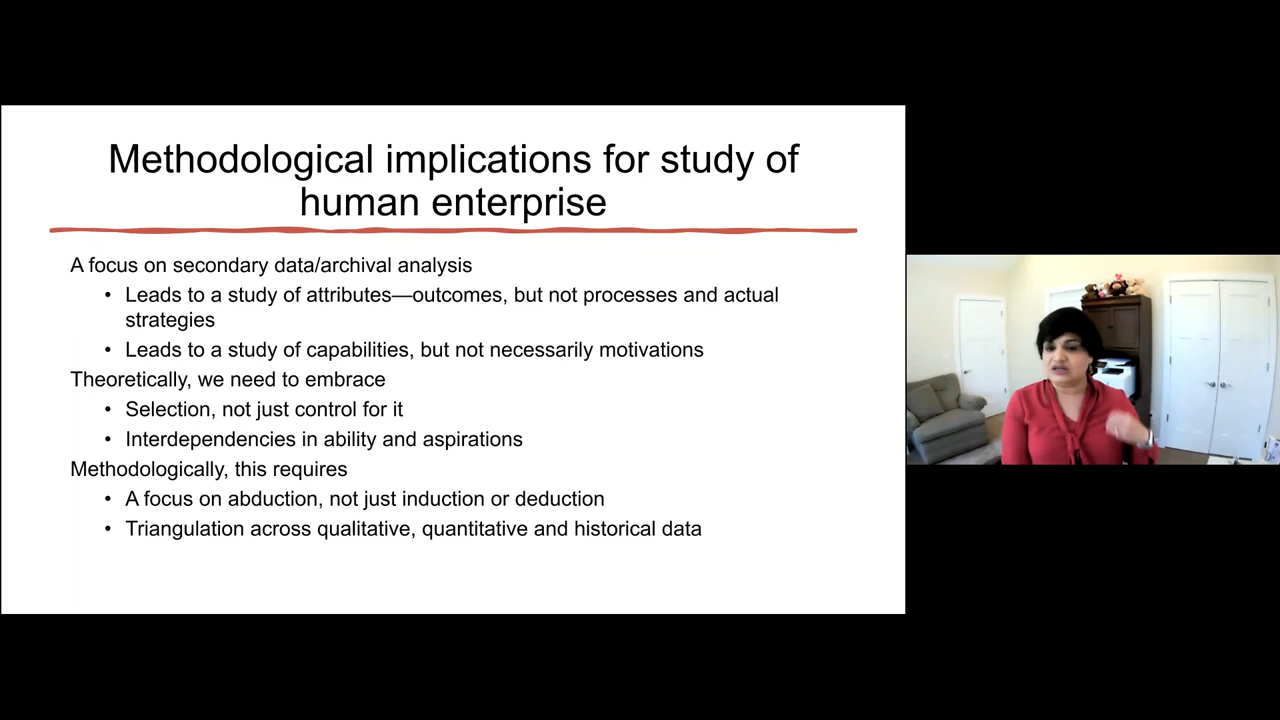 Methodological implications for study of
human enterprise
A focus on secondary data/archival analysis
• Leads to a study of attributes—outcomes, but not processes and actual
strategies
• Leads to a study of capabilities, but not necessarily motivations
Theoretically, we need to embrace
• Selection, not just control for it
• Interdependencies in ability and aspirations
Methodologically, this requires
• A focus on abduction, not just induction or deduction
• Triangulation across qualitative, quantitative and historical data